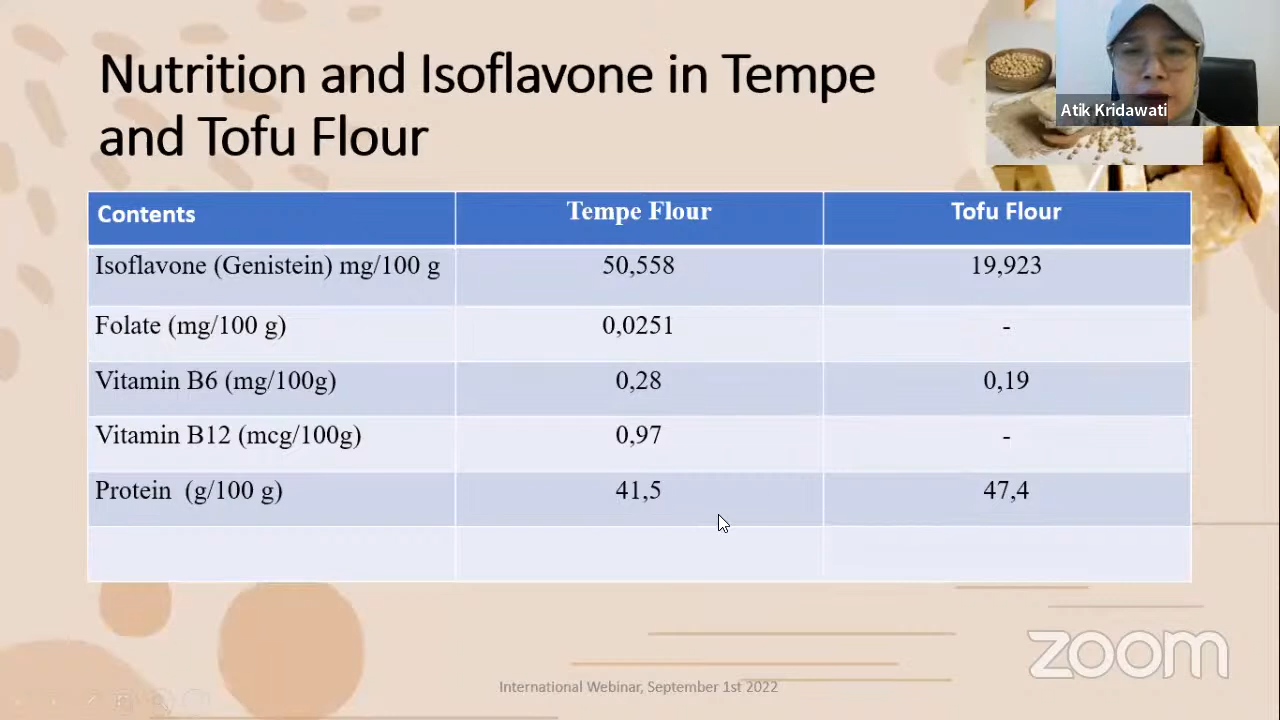 Nutrition and Isoflavone in Tempe
and Tofu Flour
Atik Kridawati
Contents Tempe Flour Tofu Flour
Isoflavone (Genistein) mg/100 g 50,558 19,923
Folate (mg/100 g) 0,0251 -
Vitamin B6 (mg/100g) 0,28 0,19
Vitamin B12 (mcg/100g) 0,97 -
Protein (g/100 g) 41,5 47,4
zoom
International Webinar, September 1st 2022